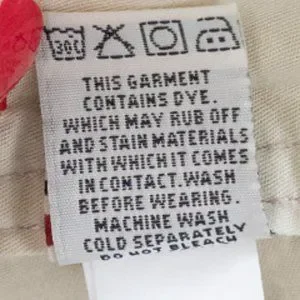 30C
THIS GARMENT
CONTAINS DYE.
WHICH MAY RUB OFF
AND STAIN MATERIALS
WITH WHICH IT COMES
IN CONTACT.WASH
BEFORE WEARING.
MACHINE WASH
COLD SEPARATELY
DO NOT BLEACH